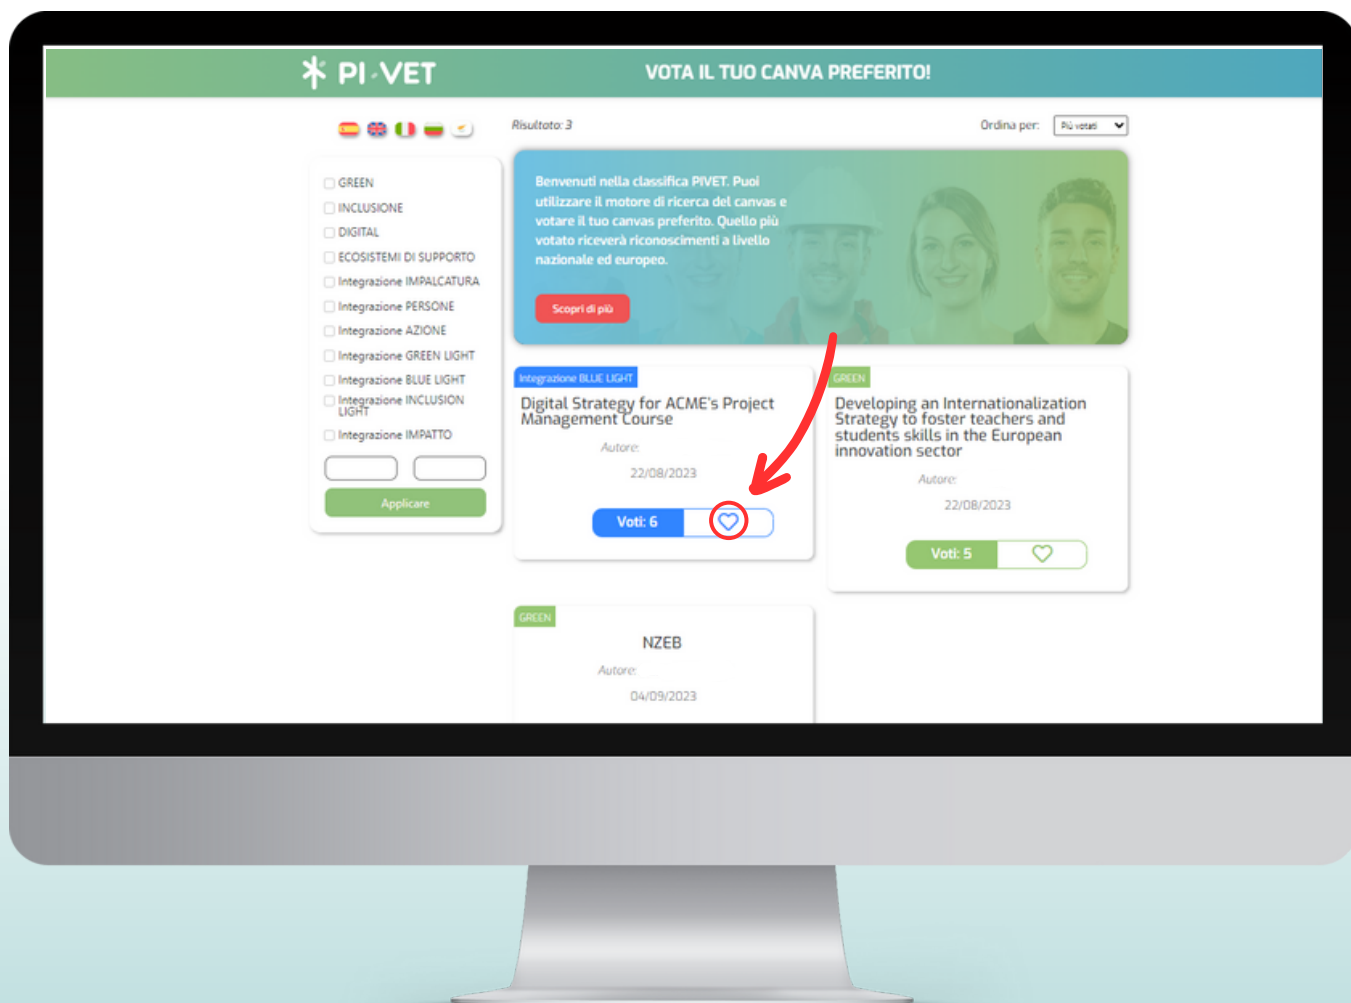 PI-VET
VOTA IL TUO CANVA PREFERITO!
Risultato: 3
Ordina per:
Più votati
GREEN
INCLUSIONE
DIGITAL
ECOSISTEMI DI SUPPORTO
Integrazione IMPALCATURA
Integrazione PERSONE
Integrazione AZIONE
Integrazione GREEN LIGHT
Integrazione BLUE LIGHT
Integrazione INCLUSION
LIGHT
Integrazione IMPATTO
Applicare
Benvenuti nella classifica PIVET. Puoi
utilizzare il motore di ricerca del canvas e
votare il tuo canvas preferito. Quello più
votato riceverà riconoscimenti a livello
nazionale ed europeo.
Scopri di più
Integrazione BLUE LIGHT
Digital Strategy for ACME's Project
Management Course
Autore:
22/08/2023
Voti: 6
GREEN
Developing an Internationalization
Strategy to foster teachers and
students skills in the European
innovation sector
Autore:
22/08/2023
Voti: 5
GREEN
NZEB
Autore:
04/09/2023